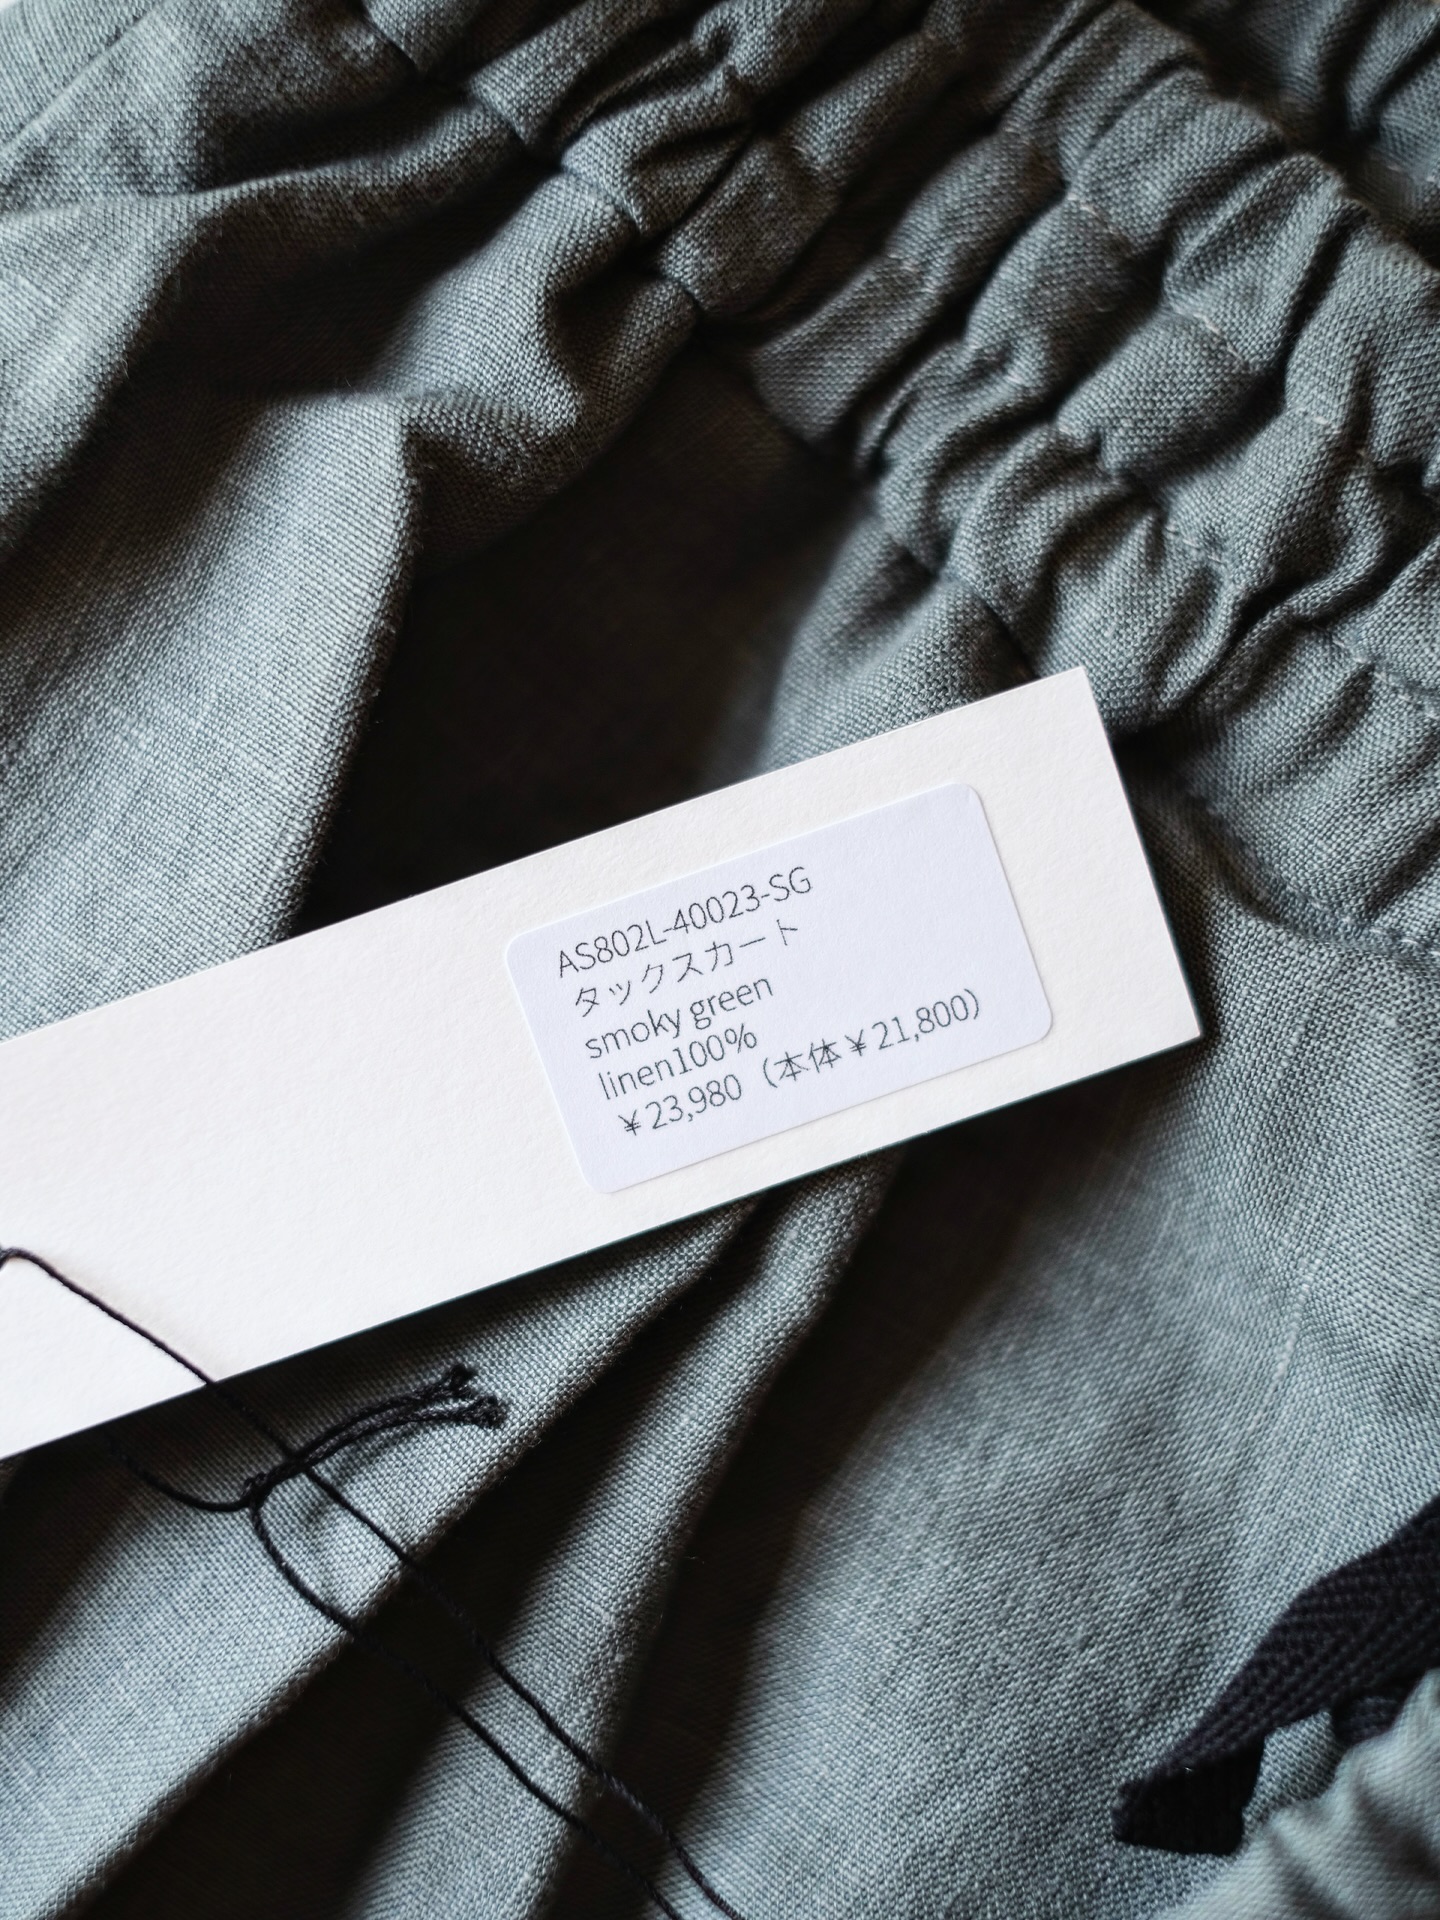 AS802L-40023-SG
タックスカート
smoky green
linen100%
￥23,980（本体￥21,800）